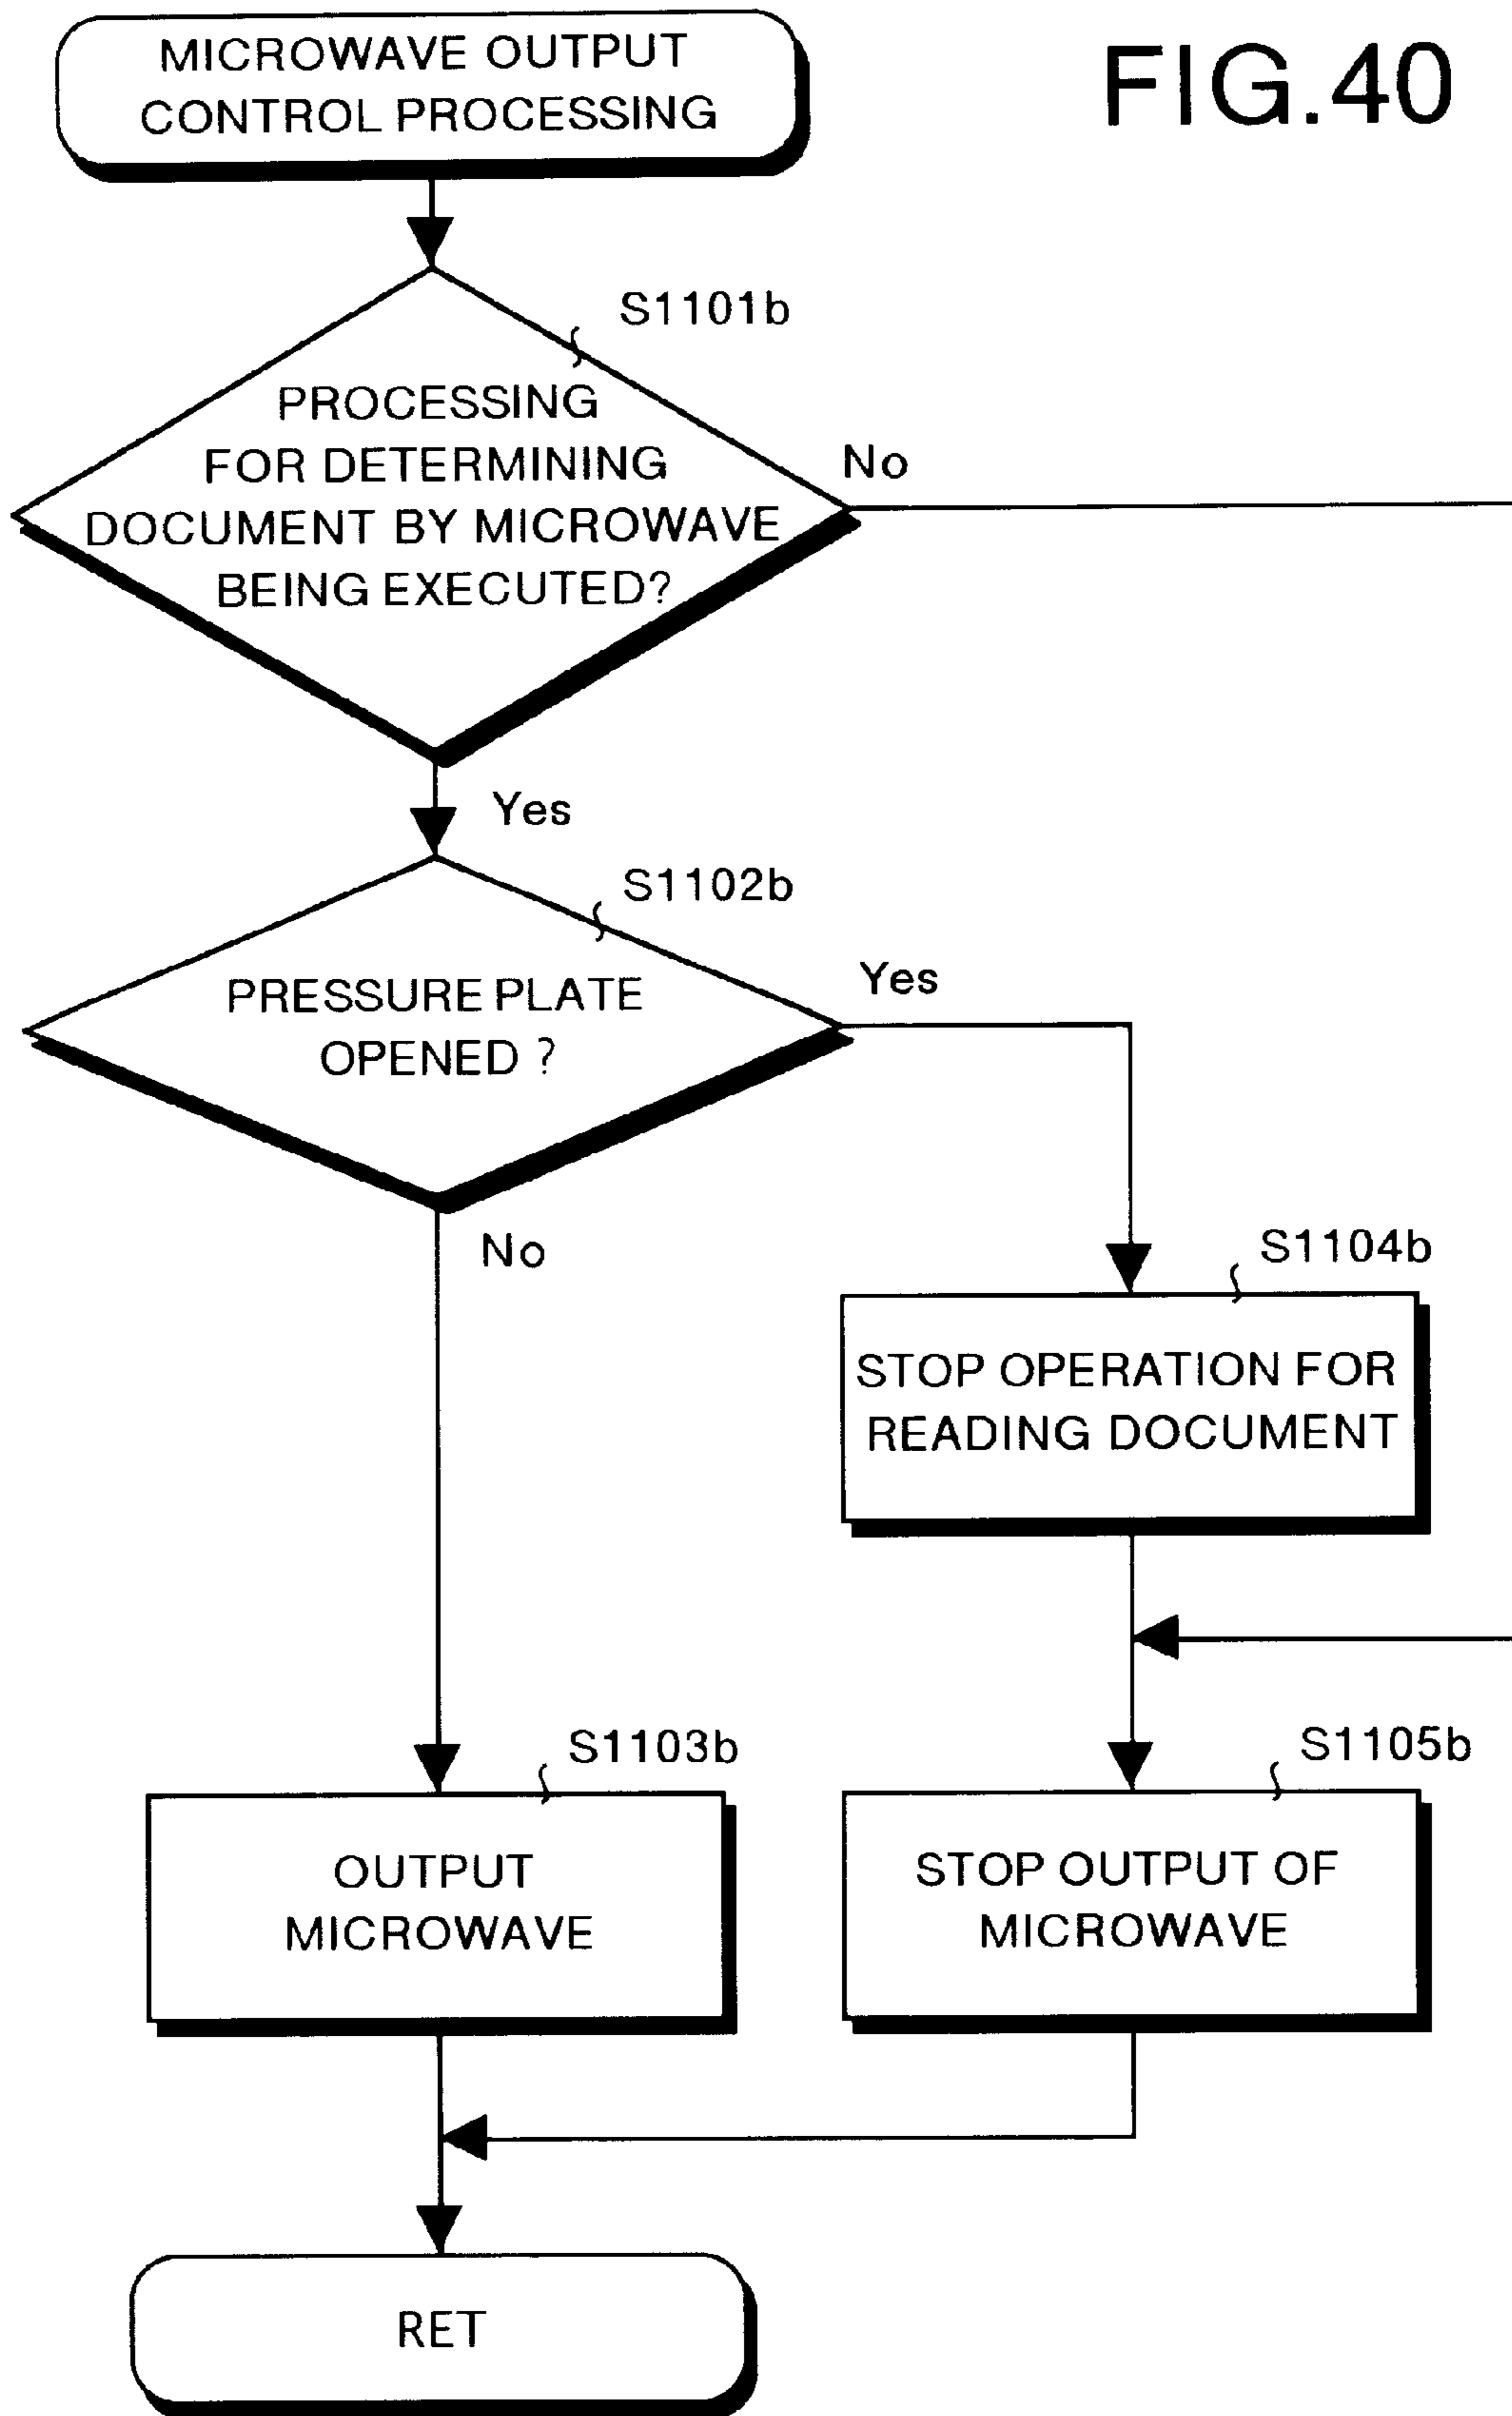 FIG.40
MICROWAVE OUTPUT
CONTROL PROCESSING
S1101b
PROCESSING
FOR DETERMINING
DOCUMENT BY MICROWAVE
BEING EXECUTED?
No
Yes
S1102b
PRESSURE PLATE
OPENED ?
Yes
No
S1104b
STOP OPERATION FOR
READING DOCUMENT
S1103b
OUTPUT
MICROWAVE
S1105b
STOP OUTPUT OF
MICROWAVE
RET